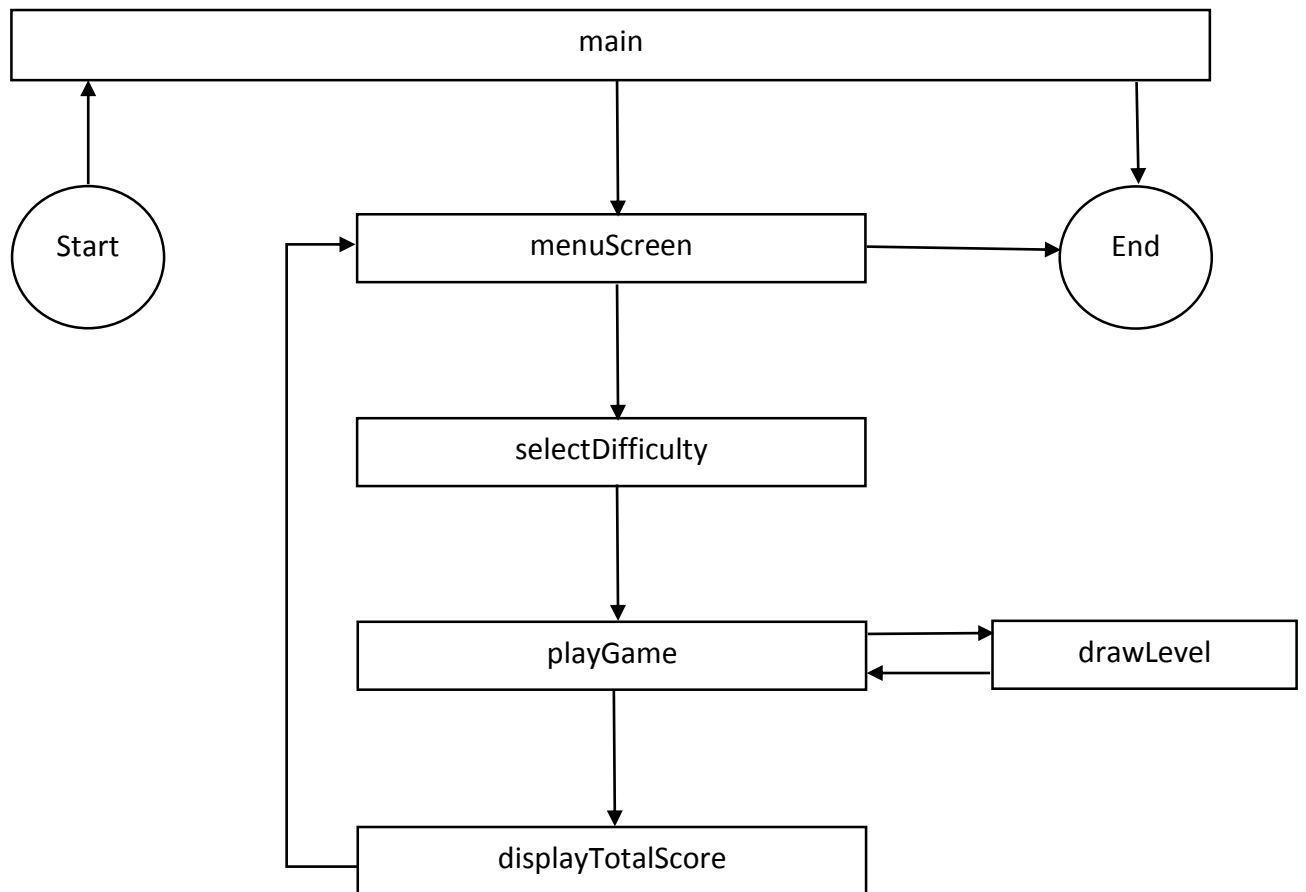 main
Start
menuScreen
End
selectDifficulty
playGame
drawLevel
displayTotalScore